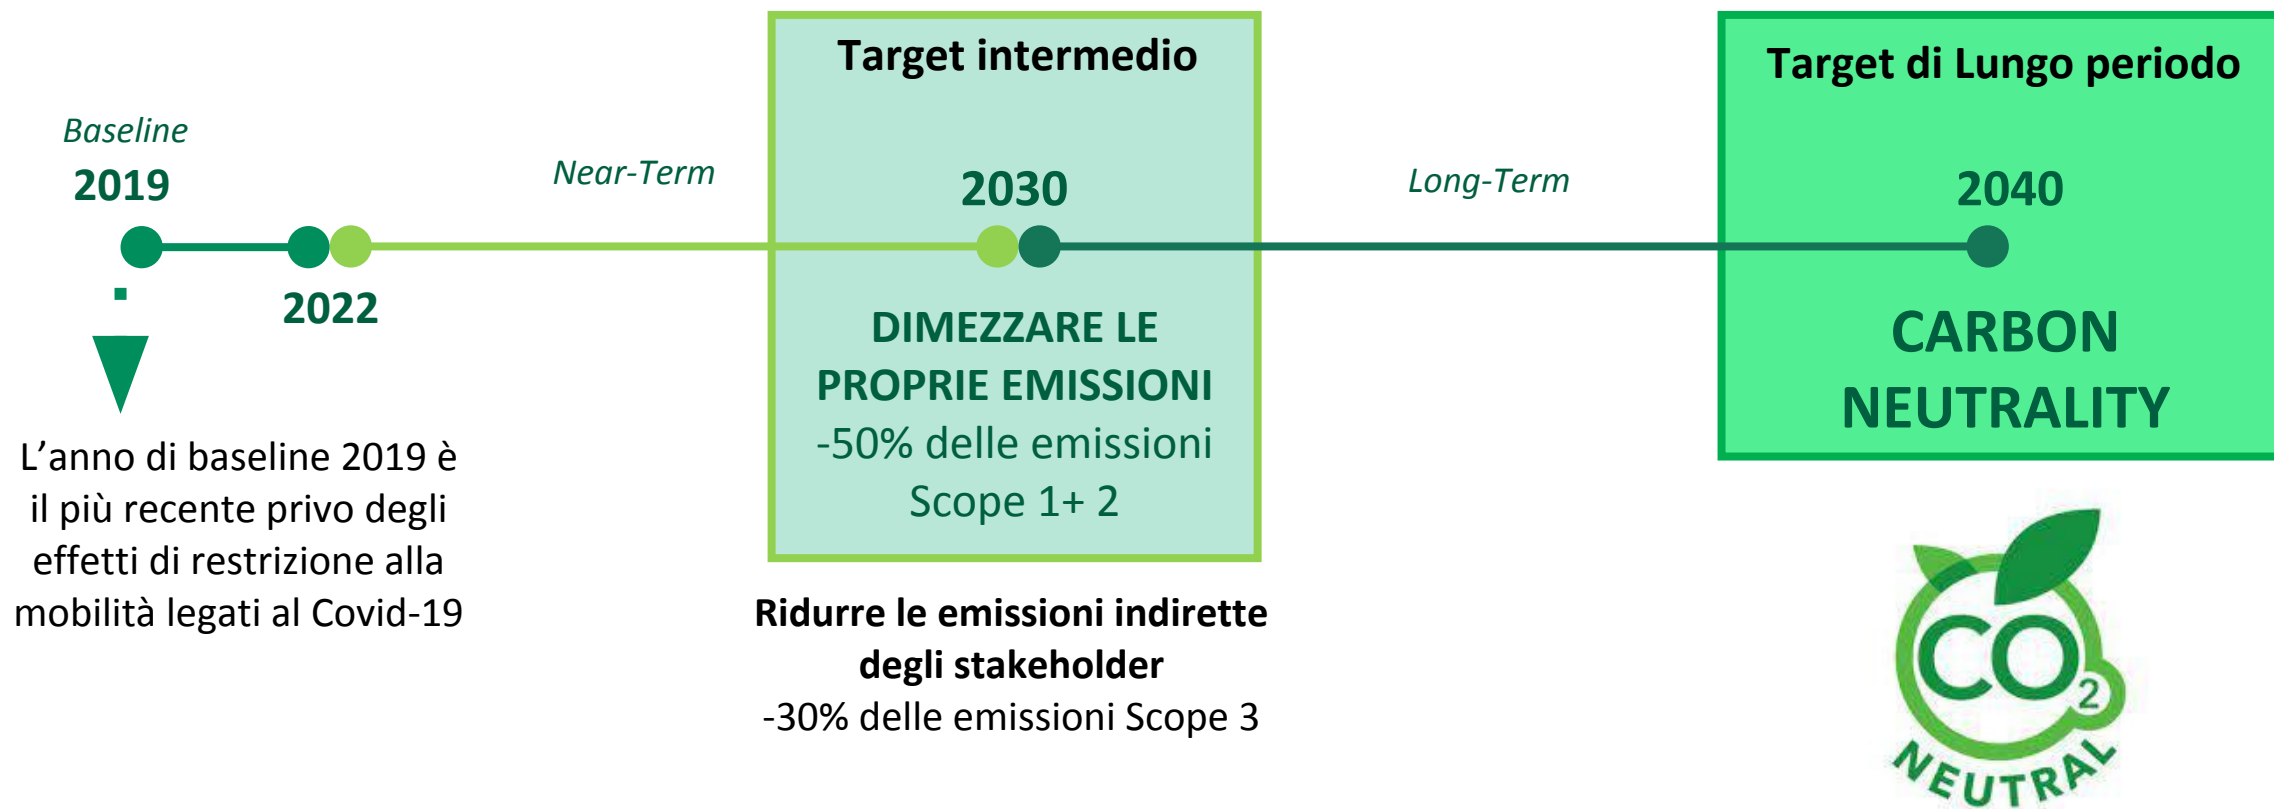 Baseline
2019
2022
L’anno di baseline 2019 è
il più recente privo degli
effetti di restrizione alla
mobilità legati al Covid-19
Near-Term
Target intermedio
2030
DIMEZZARE LE
PROPRIE EMISSIONI
-50% delle emissioni
Scope 1+ 2
Ridurre le emissioni indirette
degli stakeholder
-30% delle emissioni Scope 3
Long-Term
Target di Lungo periodo
2040
CARBON
NEUTRALITY
CO2
NEUTRAL